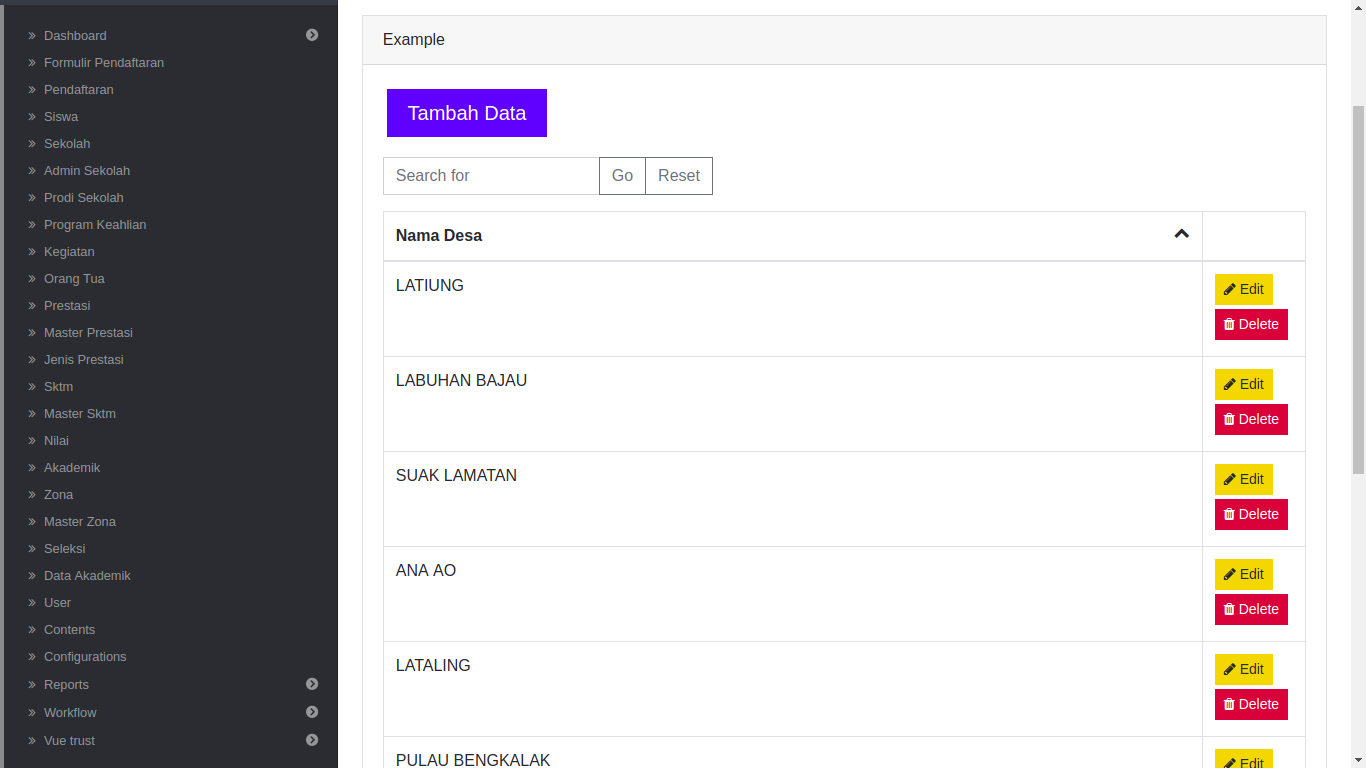 Dashboard
Formulir Pendaftaran
Pendaftaran
Siswa
Sekolah
Admin Sekolah
Prodi Sekolah
Program Keahlian
Kegiatan
Orang Tua
Prestasi
Master Prestasi
Jenis Prestasi
Sktm
Master Sktm
Nilai
Akademik
Zona
Master Zona
Seleksi
Data Akademik
User
Contents
Configurations
Reports
Workflow
Vue trust
Example
Tambah Data
Search for Go Reset
Nama Desa
LATIUNG
Edit
Delete
LABUHAN BAJAU
Edit
Delete
SUAK LAMATAN
Edit
Delete
ANA AO
Edit
Delete
LATALING
Edit
Delete
PULAU BENGKALAK
Edit